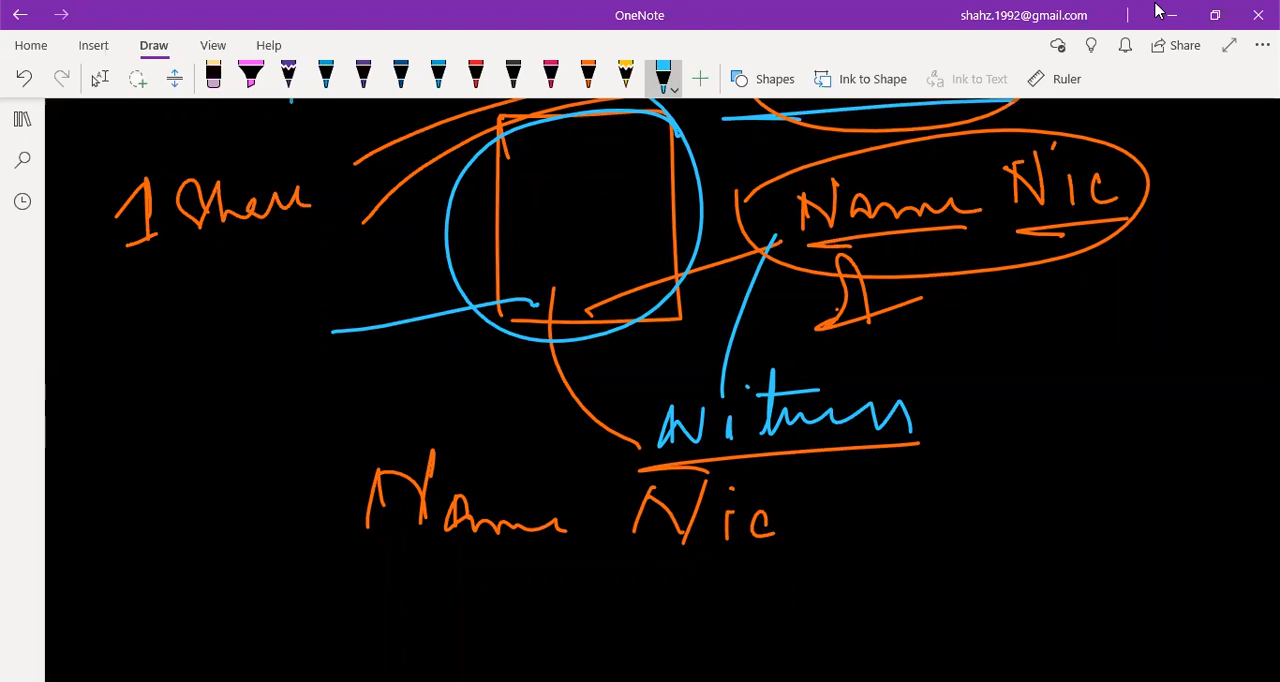 OneNote
shahz.1992@gmail.com
Home Insert Draw View Help
Share
Shapes Ink to Shape Ink to Text Ruler
Name Nic
1
Witness
Name Nic